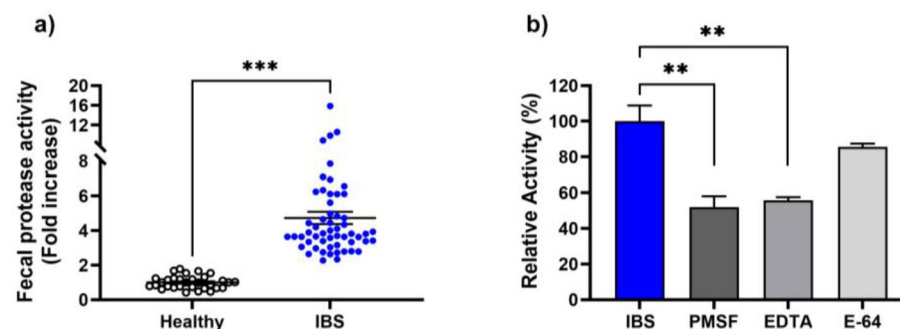 a)
Fecal protease activity
(Fold increase)
20
16
12
8
6
4
2
0
***
Healthy
IBS
b)
Relative Activity (%)
120
100
80
60
40
20
0
**
**
IBS
PMSF
EDTA
E-64